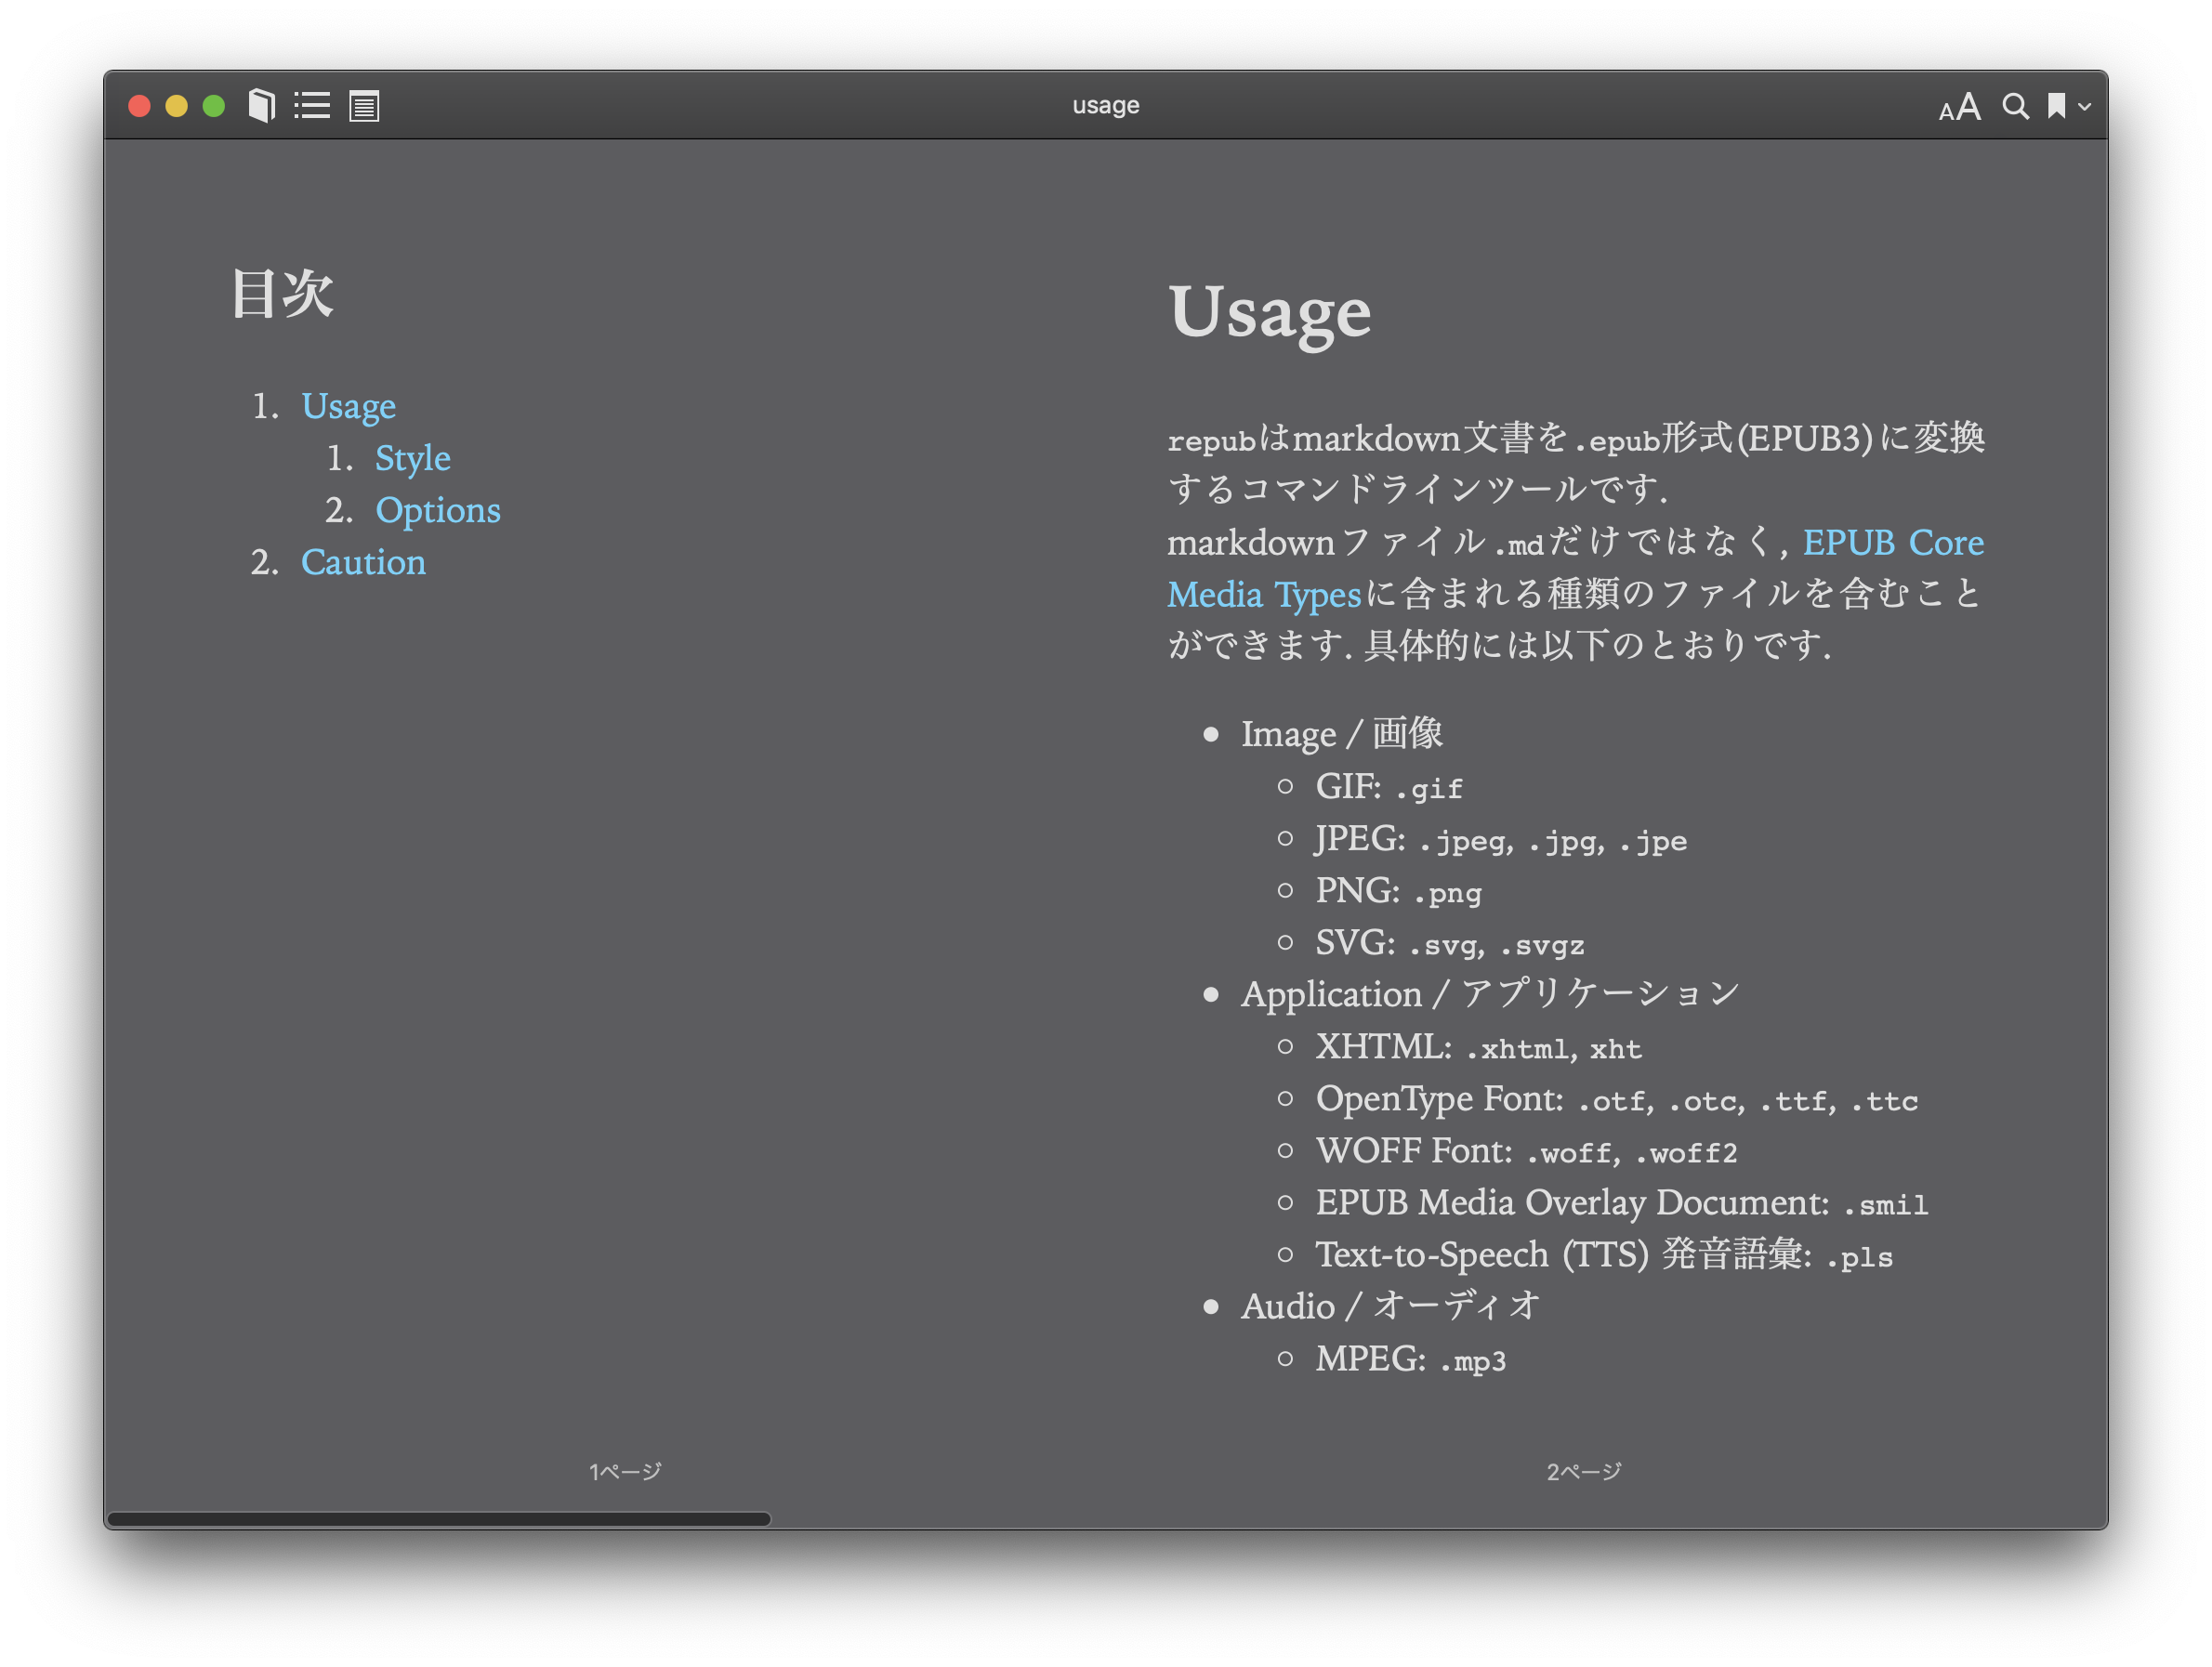 usage
AA
目次
1. Usage
1. Style
2. Options
2. Caution
1ページ
Usage
repubはmarkdown文書を.epub形式(EPUB3)に変換
するコマンドラインツールです.
markdownファイル.mdだけではなく, EPUB Core
Media Typesに含まれる種類のファイルを含むこと
ができます. 具体的には以下のとおりです.
• Image / 画像
◦ GIF: .gif
◦ JPEG: .jpeg, .jpg, .jpe
◦ PNG: .png
◦ SVG: .svg, .svgz
• Application / アプリケーション
◦ XHTML: .xhtml, xht
◦ OpenType Font: .otf, .otc, .ttf, .ttc
◦ WOFF Font: .woff, .woff2
◦ EPUB Media Overlay Document: .smil
◦ Text-to-Speech (TTS) 発音語彙: .pls
• Audio / オーディオ
◦ MPEG: .mp3
2ページ